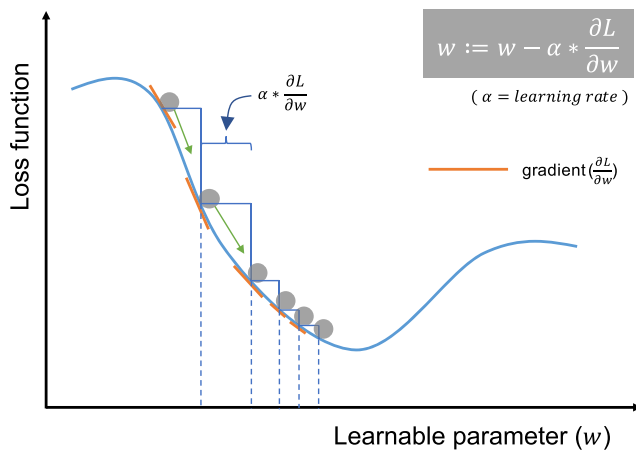 w := w − α * ∂L/∂w
( α = learning rate )
α * ∂L/∂w
gradient (∂L/∂w)
Loss function
Learnable parameter (w)